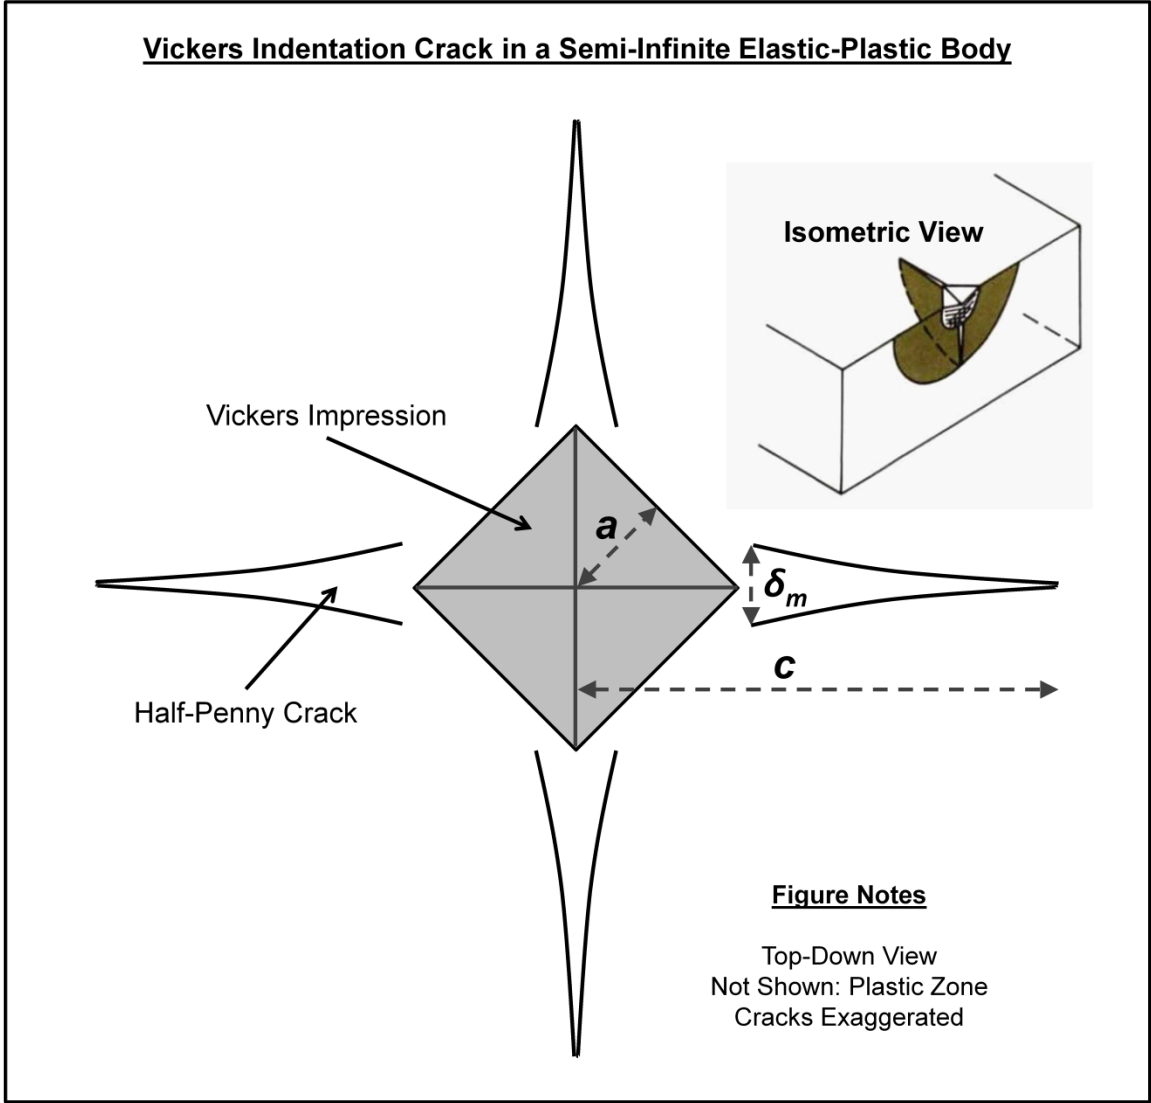 Vickers Indentation Crack in a Semi-Infinite Elastic-Plastic Body
Isometric View
Vickers Impression
a
δm
c
Half-Penny Crack
Figure Notes
Top-Down View
Not Shown: Plastic Zone
Cracks Exaggerated